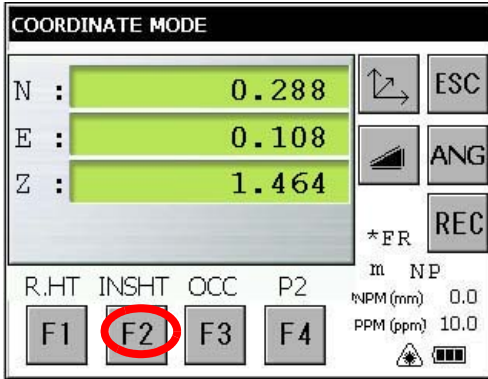 COORDINATE MODE
N : 0.288
ESC
E : 0.108
ANG
Z : 1.464
REC
*FR
m NP
R.HT INSHT OCC P2
NPM (mm) 0.0
F1 F2 F3 F4
PPM (ppm) 10.0